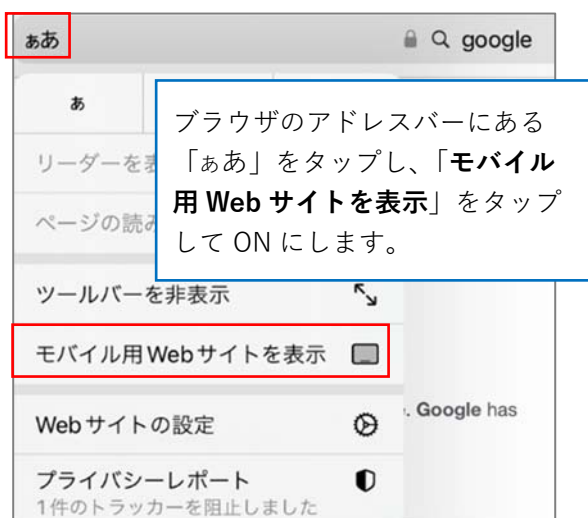 ぁあ
google
あ
ブラウザのアドレスバーにある
「ぁあ」をタップし、「モバイル
用 Web サイトを表示」をタップ
して ON にします。
リーダーを
ページの読み
ツールバーを非表示
モバイル用 Webサイトを表示
. Google has
Webサイトの設定
プライバシーレポート
1件のトラッカーを阻止しました